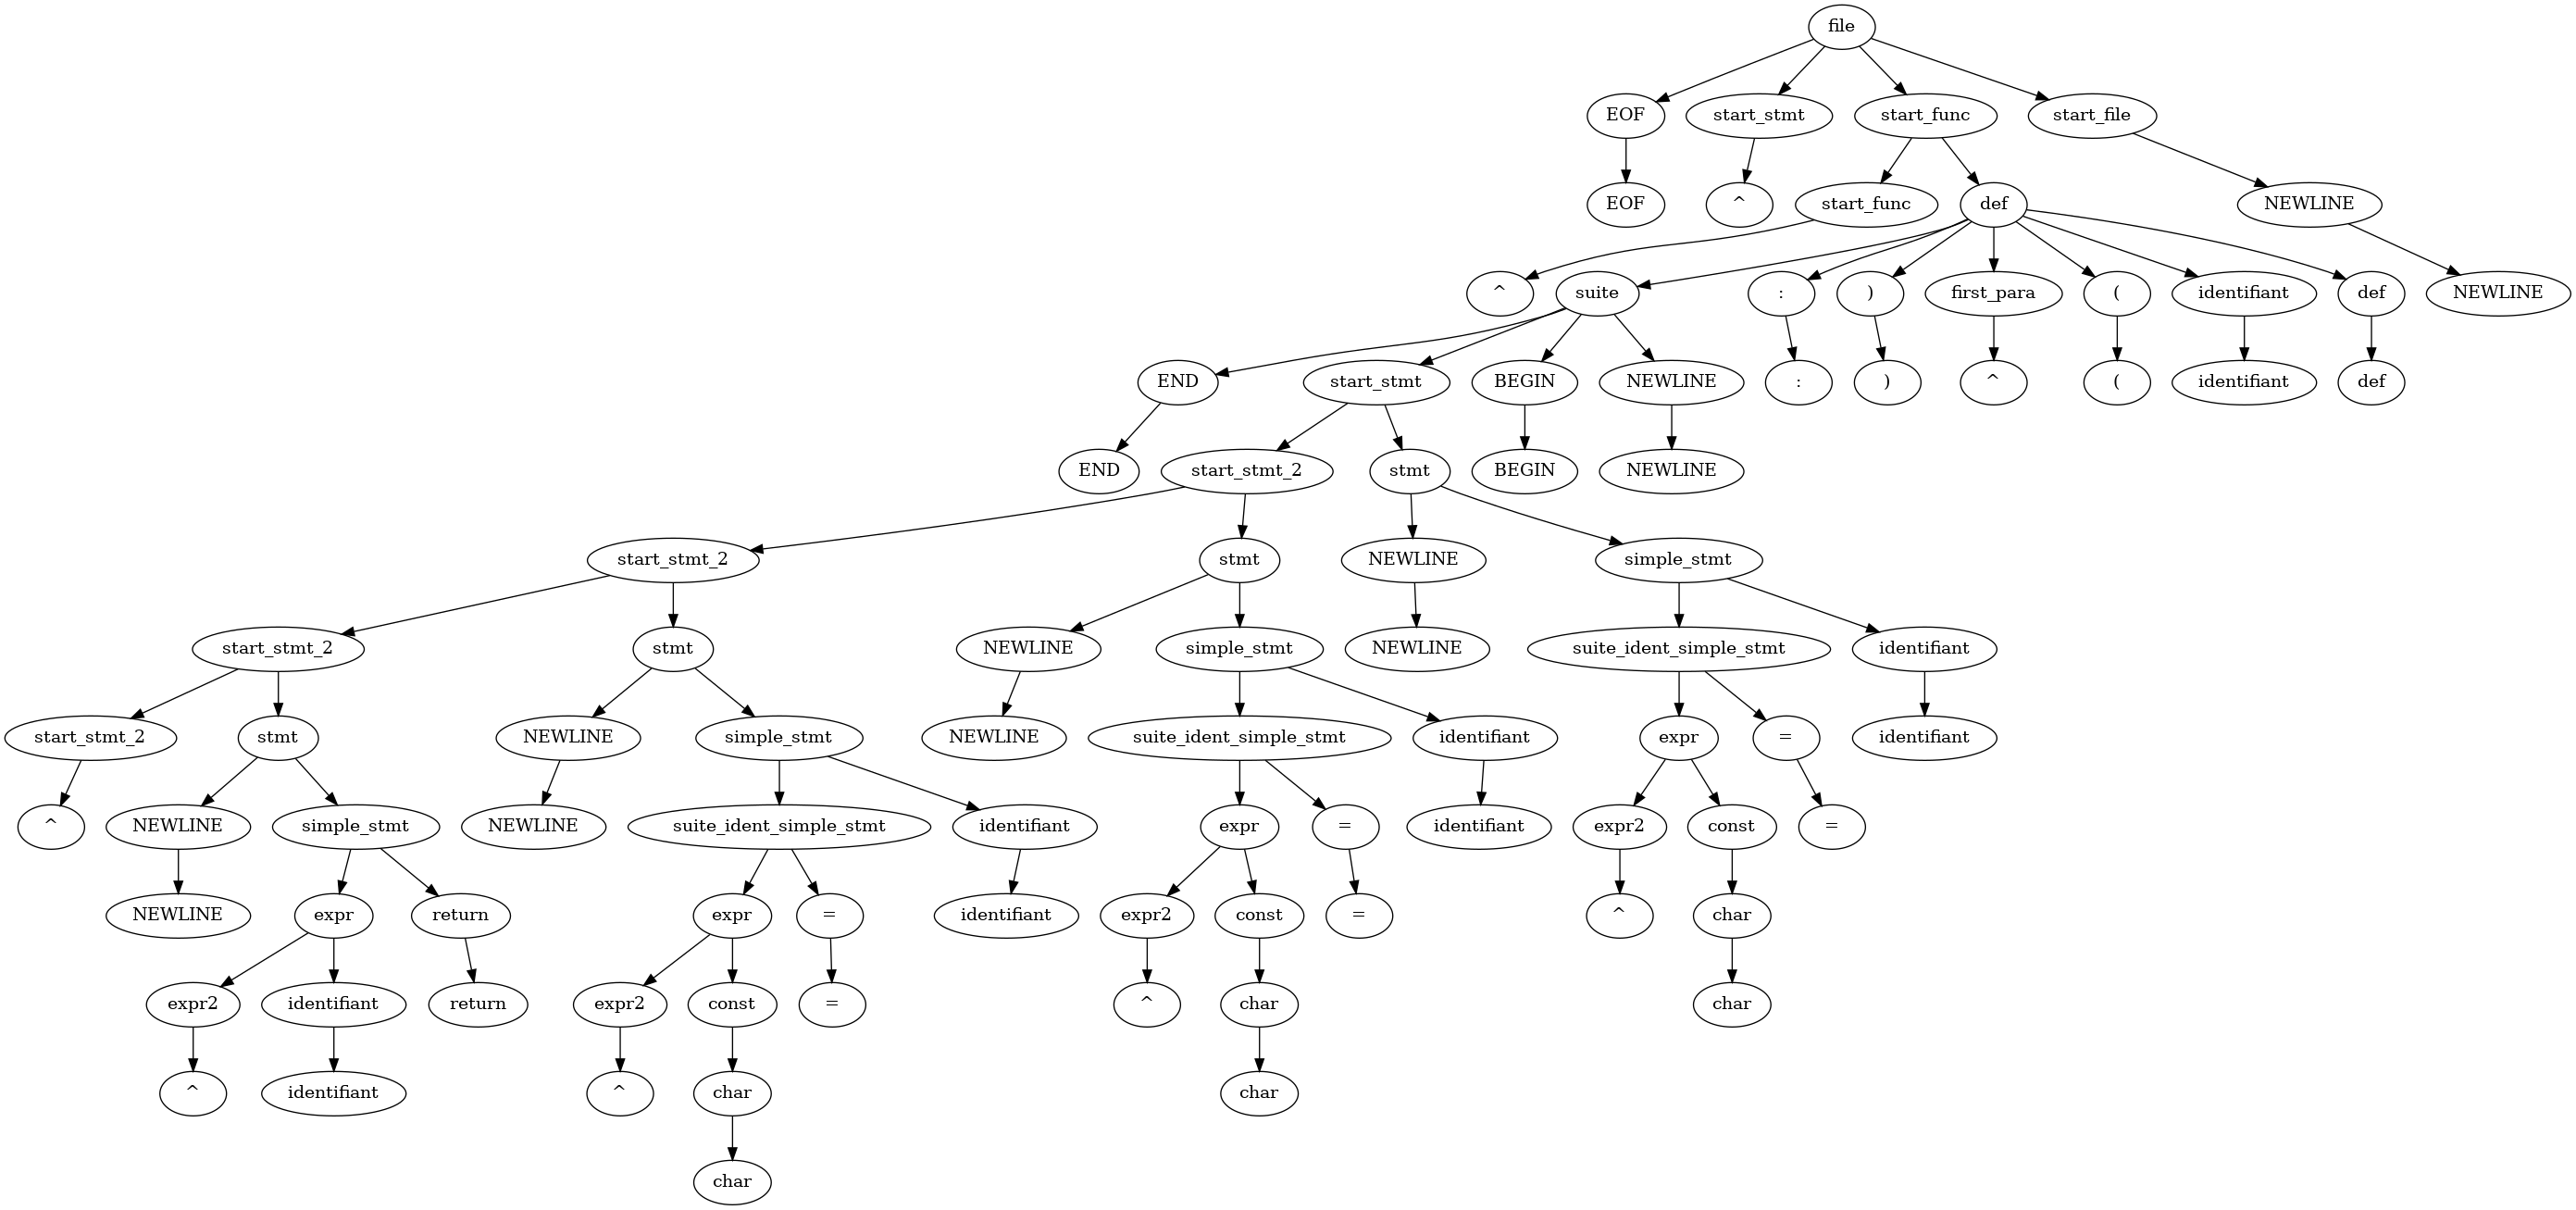 file
EOF start_stmt start_func start_file
EOF ^ start_func def NEWLINE
^ suite : ) first_para ( identifiant def NEWLINE
END start_stmt BEGIN NEWLINE : ) ^ ( identifiant def
END start_stmt_2 stmt BEGIN NEWLINE
start_stmt_2 stmt NEWLINE simple_stmt
start_stmt_2 stmt NEWLINE simple_stmt NEWLINE suite_ident_simple_stmt identifiant
start_stmt_2 stmt NEWLINE simple_stmt NEWLINE suite_ident_simple_stmt identifiant expr = identifiant
^ NEWLINE simple_stmt NEWLINE suite_ident_simple_stmt identifiant expr = identifiant expr2 const =
NEWLINE expr return expr = identifiant expr2 const = ^ char
expr2 identifiant return expr2 const = ^ char char
^ identifiant ^ char char
char